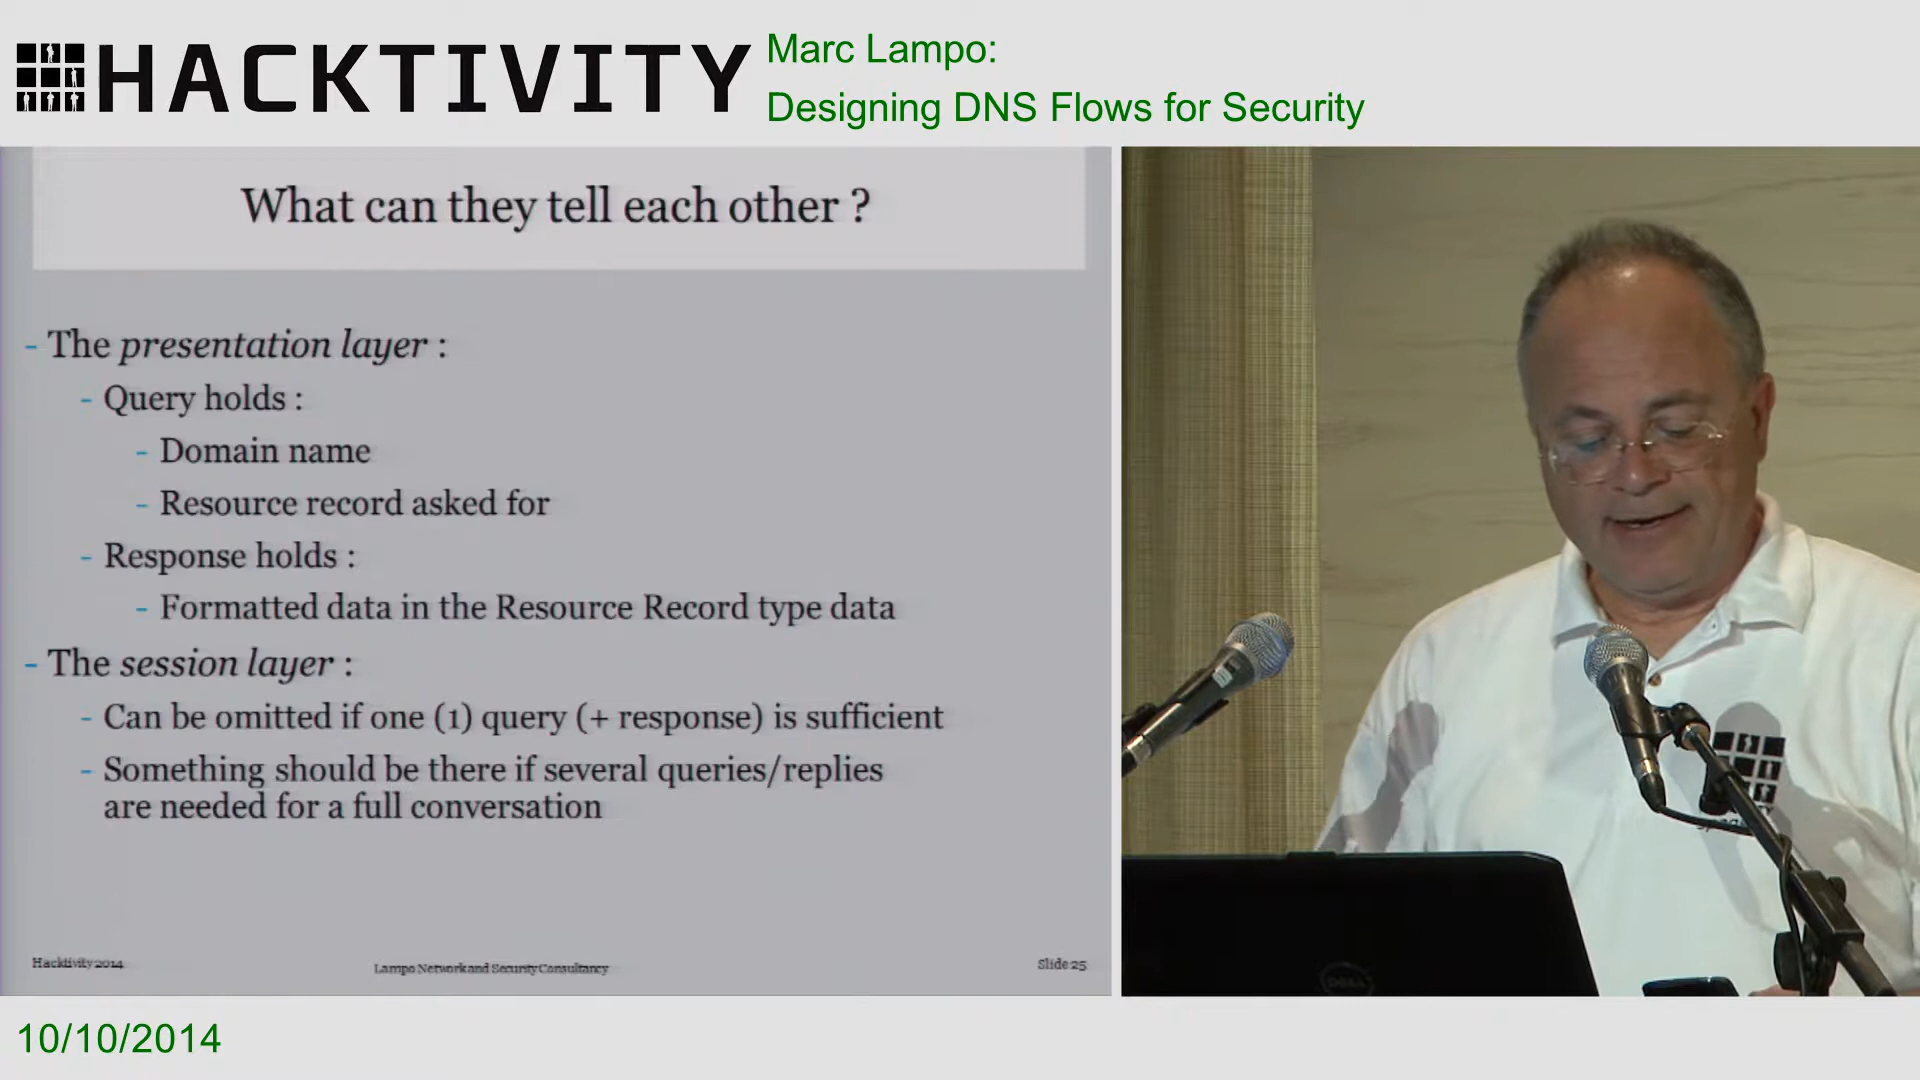 HACKTIVITY
Marc Lampo:
Designing DNS Flows for Security
What can they tell each other ?
- The presentation layer :
- Query holds :
- Domain name
- Resource record asked for
- Response holds :
- Formatted data in the Resource Record type data
- The session layer :
- Can be omitted if one (1) query (+ response) is sufficient
- Something should be there if several queries/replies
are needed for a full conversation
Hacktivity 2014
Lampo Network and Security Consultancy
Slide 25
DELL
10/10/2014